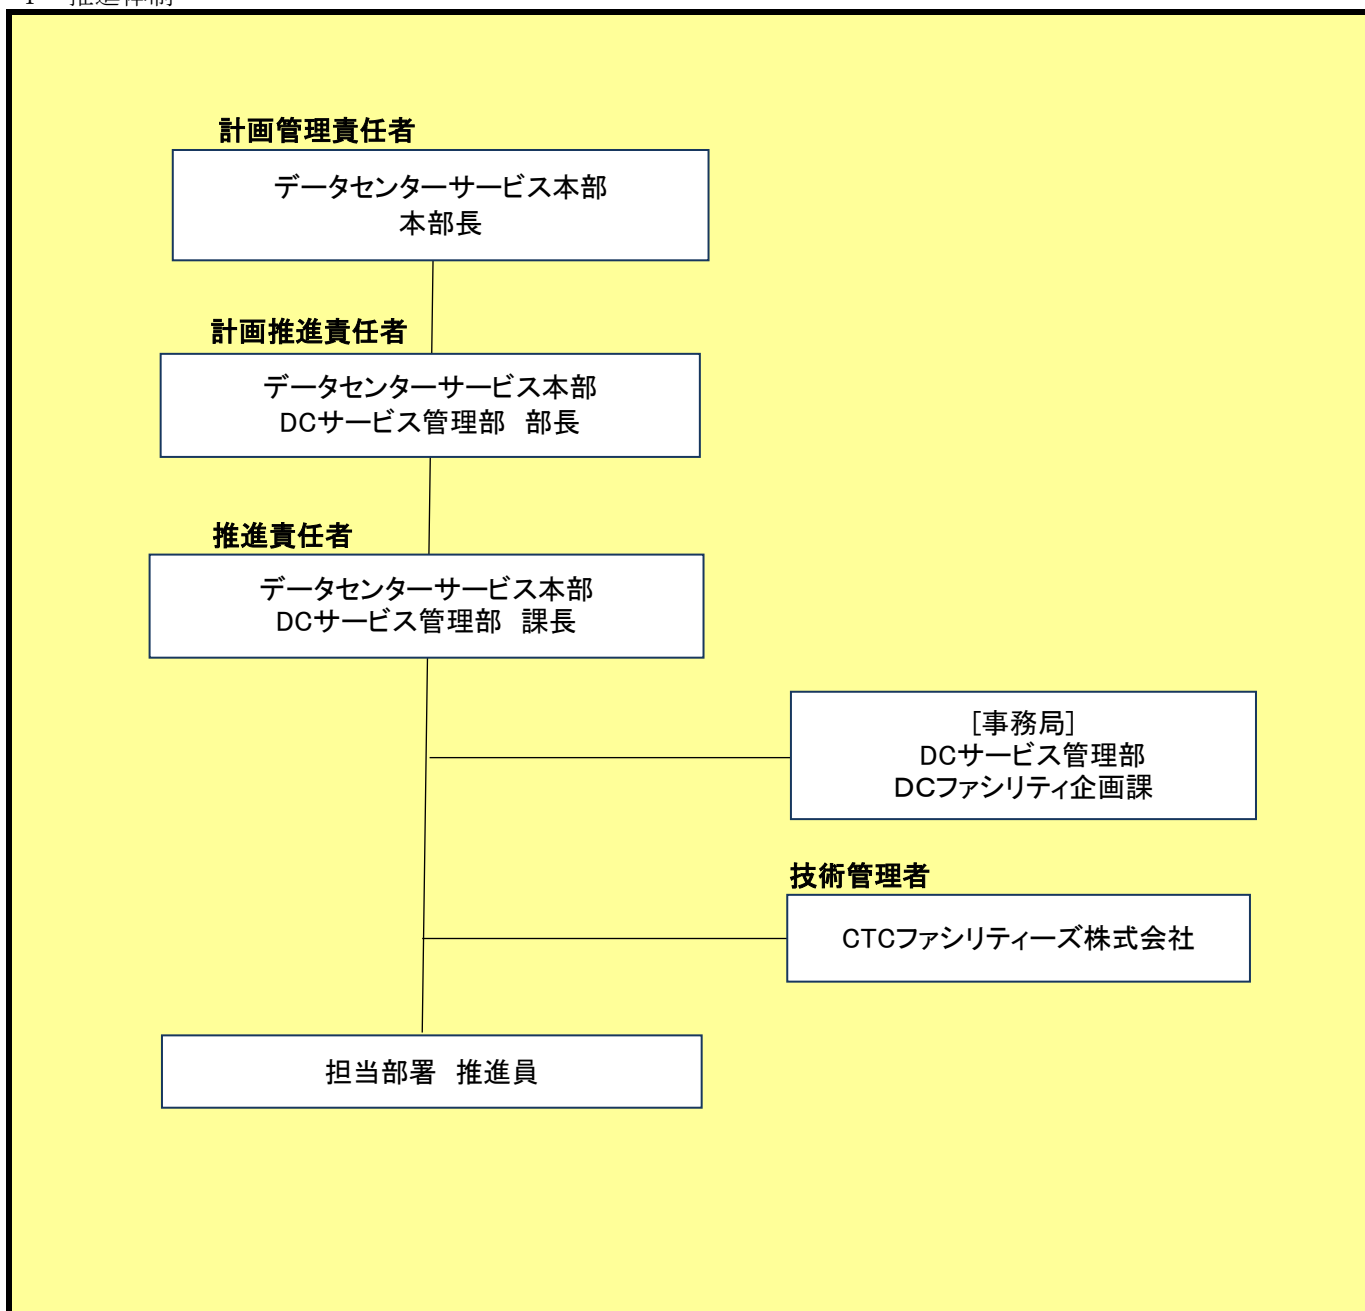 計画管理責任者
データセンターサービス本部
本部長
計画推進責任者
データセンターサービス本部
DCサービス管理部　部長
推進責任者
データセンターサービス本部
DCサービス管理部　課長
[事務局]
DCサービス管理部
DCファシリティ企画課
技術管理者
CTCファシリティーズ株式会社
担当部署　推進員